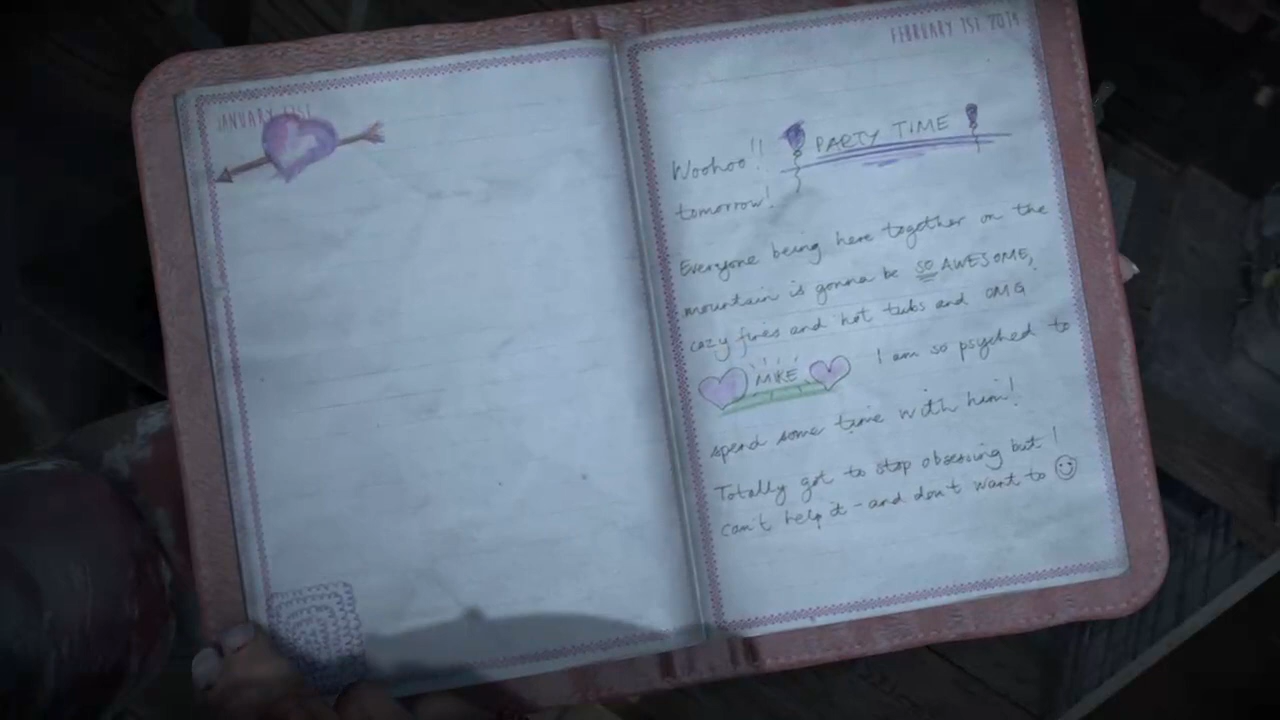 JANUARY 31ST
FEBRUARY 1ST 2014
Woohoo!! PARTY TIME
tomorrow!
Everyone being here together on the
mountain is gonna be SO AWESOME,
cozy fires and hot tubs and OMG
MIKE I am so psyched to
spend some time with him!
Totally got to stop obsessing but I
can't help it - and don't want to